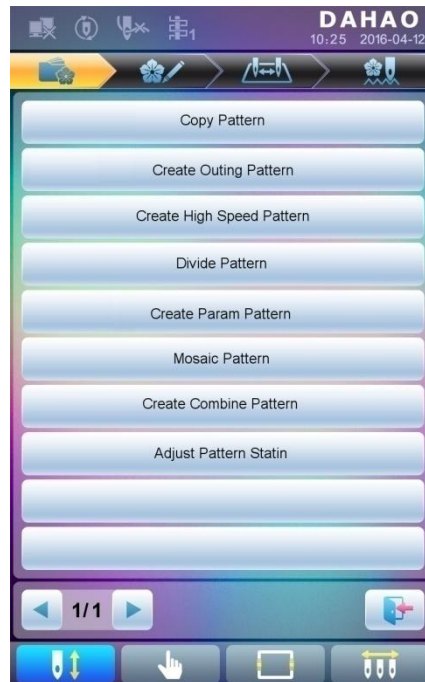 DAHAO
1
10:25 2016-04-12
Copy Pattern
Create Outing Pattern
Create High Speed Pattern
Divide Pattern
Create Param Pattern
Mosaic Pattern
Create Combine Pattern
Adjust Pattern Statin
1/1